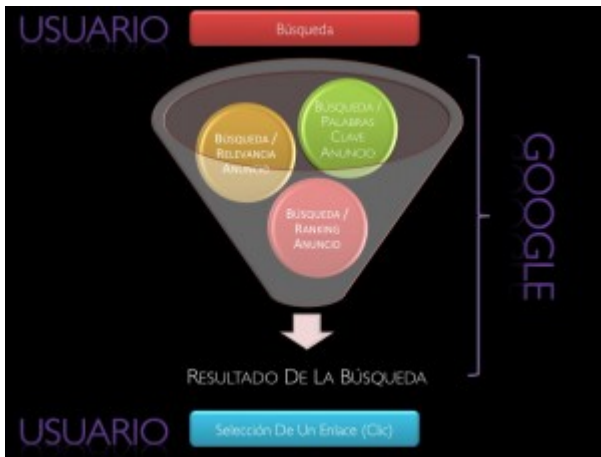 USUARIO
Búsqueda
BÚSQUEDA /
PALABRAS
CLAVE
ANUNCIO
BÚSQUEDA /
RELEVANCIA
ANUNCIO
BÚSQUEDA /
RANKING
ANUNCIO
GOOGLE
RESULTADO DE LA BÚSQUEDA
USUARIO
Selección De Un Enlace (Clic)